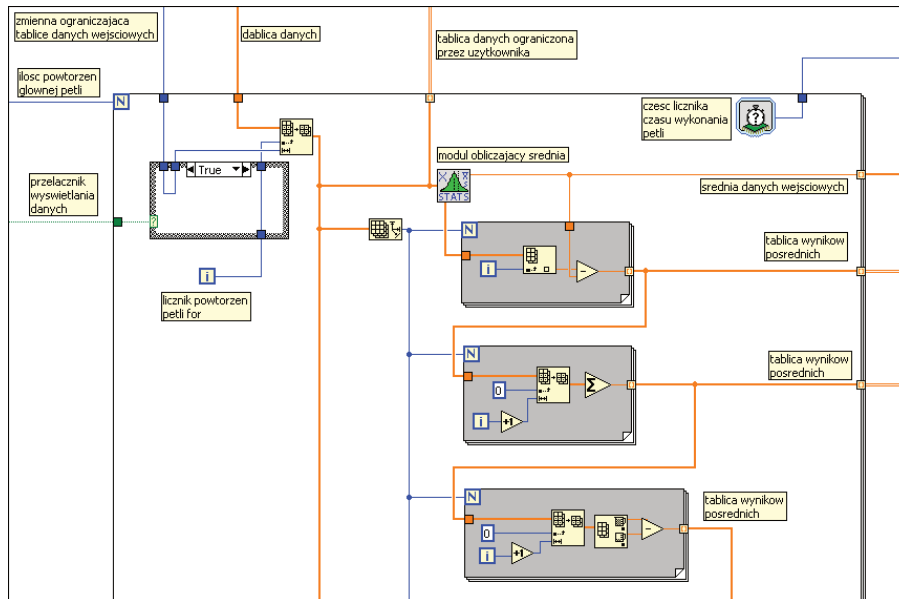 zmienna ograniczajaca
tablice danych wejsciowych
dablica danych
tablica danych ograniczona
przez uzytkownika
ilosc powtorzen
glownej petli
N
czesc licznika
czasu wykonania
petli
?
True
modul obliczajacy srednia
STATS
przelacznik
wyswietlania
danych
?
srednia danych wejsciowych
N
i
-
tablica wynikow
posrednich
i
licznik powtorzen
petli for
N
0
Σ
i
+1
tablica wynikow
posrednich
N
0
i
+1
-
tablica wynikow
posrednich